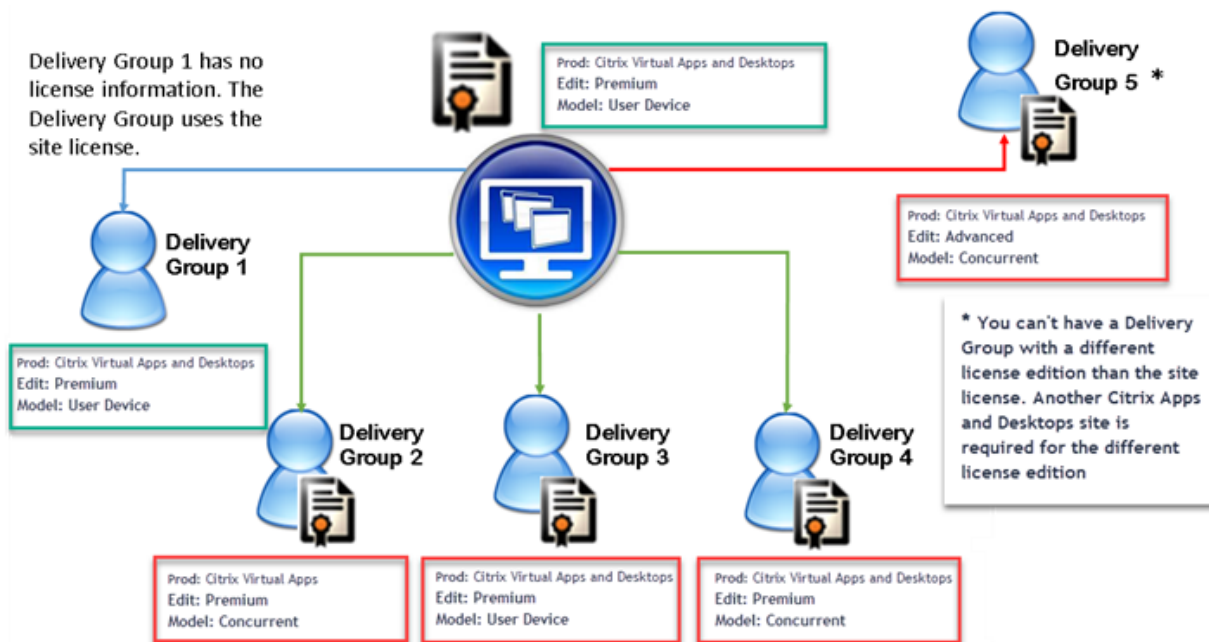 Delivery Group 1 has no
license information. The
Delivery Group uses the
site license.
Prod: Citrix Virtual Apps and Desktops
Edit: Premium
Model: User Device
Delivery
Group 5 *
Prod: Citrix Virtual Apps and Desktops
Edit: Advanced
Model: Concurrent
Delivery
Group 1
Prod: Citrix Virtual Apps and Desktops
Edit: Premium
Model: User Device
* You can't have a Delivery
Group with a different
license edition than the site
license. Another Citrix Apps
and Desktops site is
required for the different
license edition
Delivery
Group 2
Prod: Citrix Virtual Apps
Edit: Premium
Model: Concurrent
Delivery
Group 3
Prod: Citrix Virtual Apps and Desktops
Edit: Premium
Model: User Device
Delivery
Group 4
Prod: Citrix Virtual Apps and Desktops
Edit: Premium
Model: Concurrent